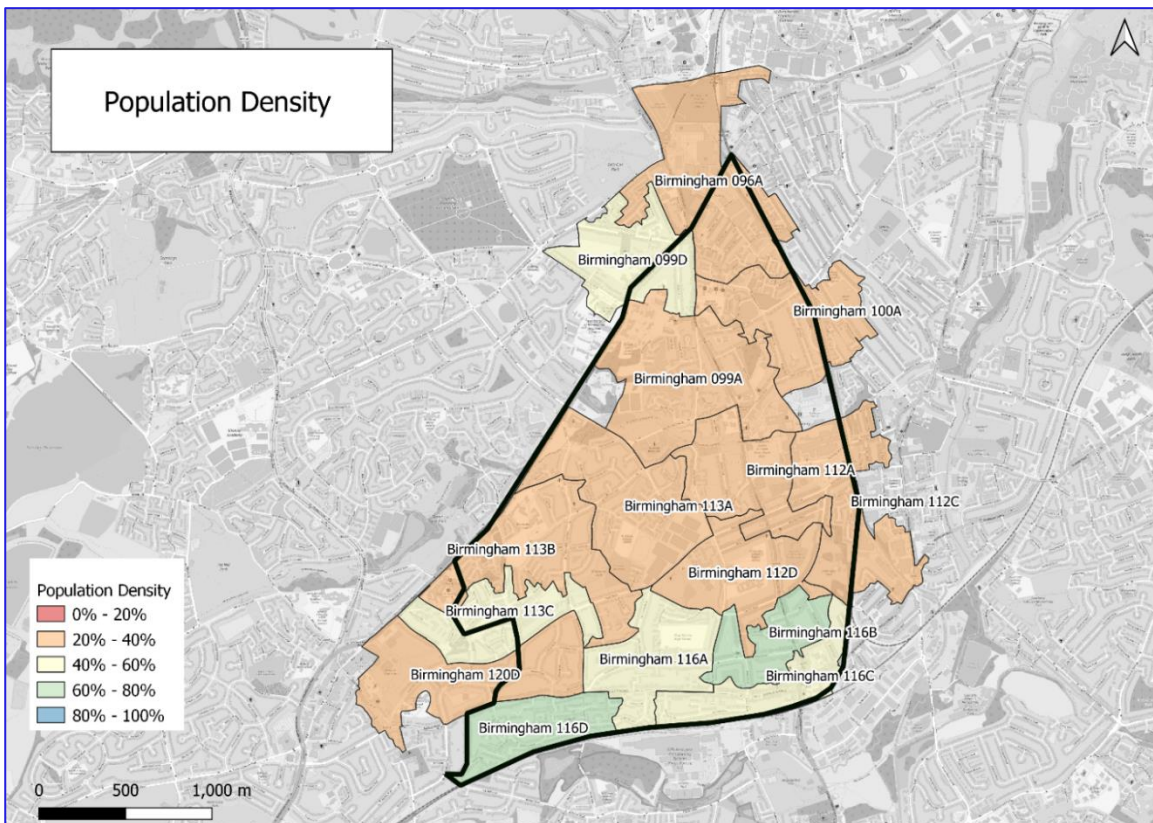 Population Density
Birmingham 096A
Birmingham 099D
Birmingham 100A
Birmingham 099A
Birmingham 112A
Birmingham 112C
Birmingham 113A
Birmingham 113B
Birmingham 112D
Birmingham 113C
Birmingham 116B
Birmingham 116A
Birmingham 120D
Birmingham 116C
Birmingham 116D
Population Density
0% - 20%
20% - 40%
40% - 60%
60% - 80%
80% - 100%
0 500 1,000 m